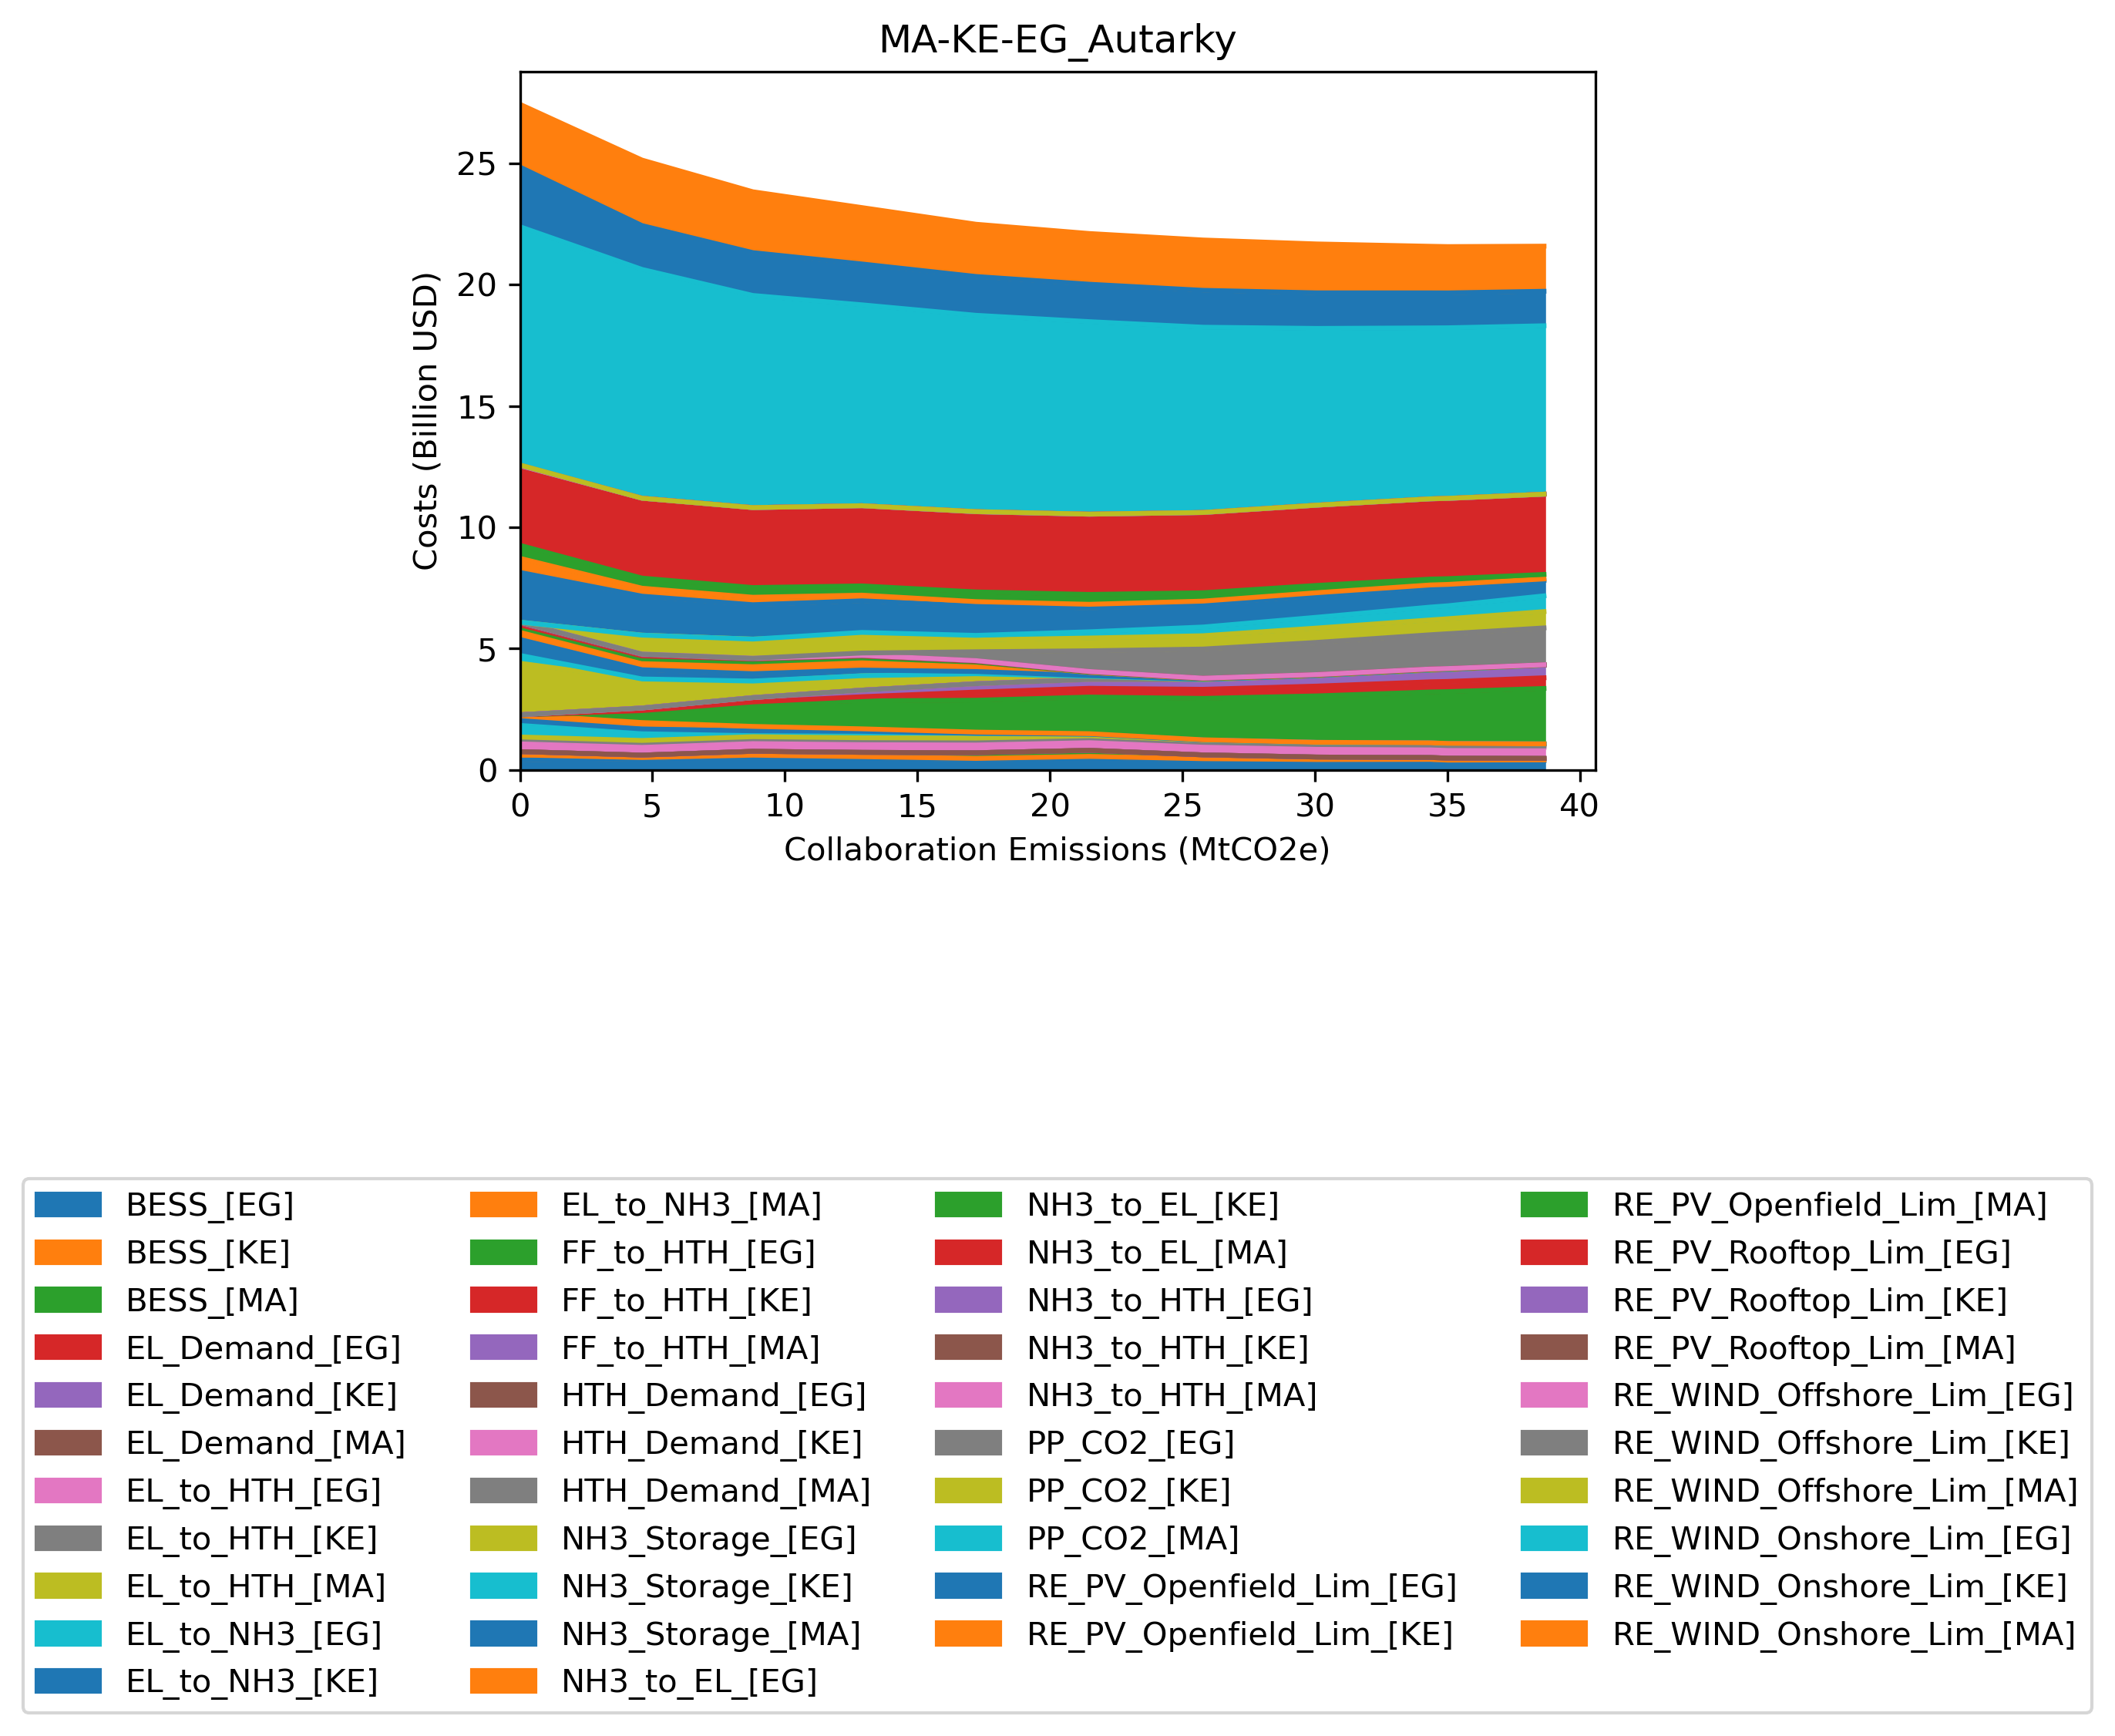 MA-KE-EG_Autarky
Costs (Billion USD)
25
20
15
10
5
0
0 5 10 15 20 25 30 35 40
Collaboration Emissions (MtCO2e)
BESS_[EG]
BESS_[KE]
BESS_[MA]
EL_Demand_[EG]
EL_Demand_[KE]
EL_Demand_[MA]
EL_to_HTH_[EG]
EL_to_HTH_[KE]
EL_to_HTH_[MA]
EL_to_NH3_[EG]
EL_to_NH3_[KE]
EL_to_NH3_[MA]
FF_to_HTH_[EG]
FF_to_HTH_[KE]
FF_to_HTH_[MA]
HTH_Demand_[EG]
HTH_Demand_[KE]
HTH_Demand_[MA]
NH3_Storage_[EG]
NH3_Storage_[KE]
NH3_Storage_[MA]
NH3_to_EL_[EG]
NH3_to_EL_[KE]
NH3_to_EL_[MA]
NH3_to_HTH_[EG]
NH3_to_HTH_[KE]
NH3_to_HTH_[MA]
PP_CO2_[EG]
PP_CO2_[KE]
PP_CO2_[MA]
RE_PV_Openfield_Lim_[EG]
RE_PV_Openfield_Lim_[KE]
RE_PV_Openfield_Lim_[MA]
RE_PV_Rooftop_Lim_[EG]
RE_PV_Rooftop_Lim_[KE]
RE_PV_Rooftop_Lim_[MA]
RE_WIND_Offshore_Lim_[EG]
RE_WIND_Offshore_Lim_[KE]
RE_WIND_Offshore_Lim_[MA]
RE_WIND_Onshore_Lim_[EG]
RE_WIND_Onshore_Lim_[KE]
RE_WIND_Onshore_Lim_[MA]